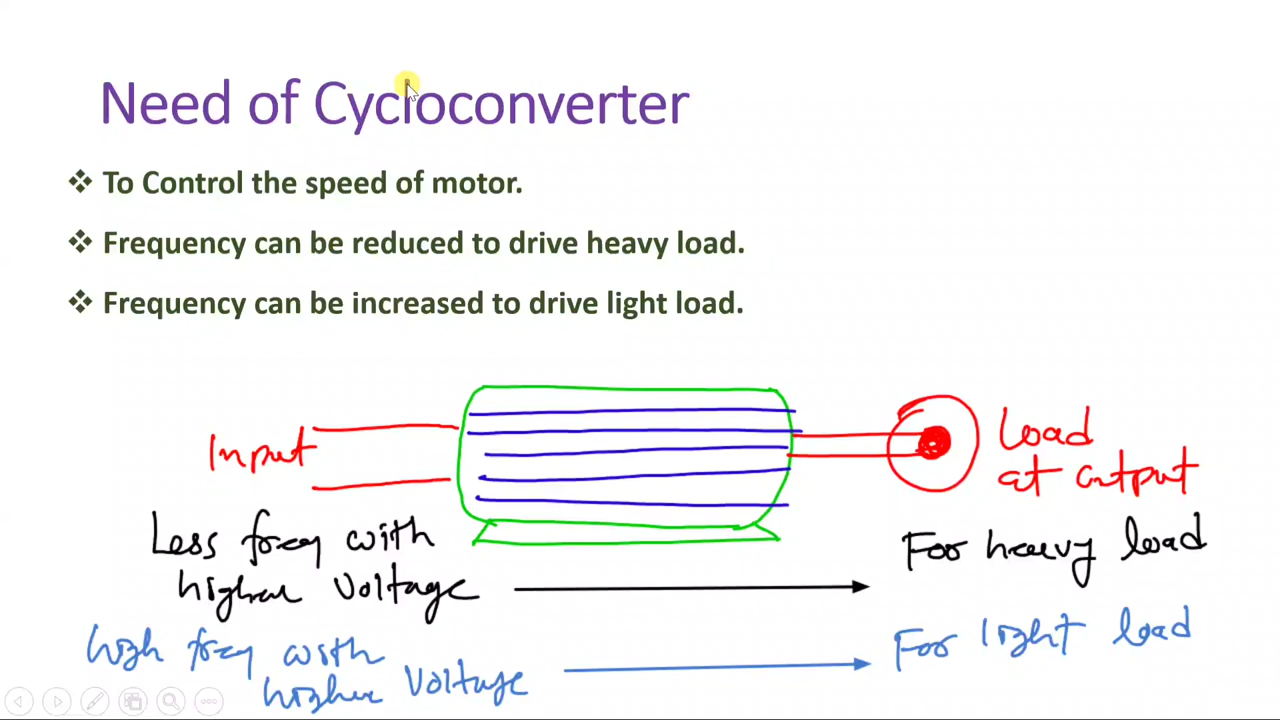 Need of Cycloconverter
❖ To Control the speed of motor.
❖ Frequency can be reduced to drive heavy load.
❖ Frequency can be increased to drive light load.
Input
Load
at output
Less freq with
higher voltage
For heavy load
high freq with
higher voltage
For light load